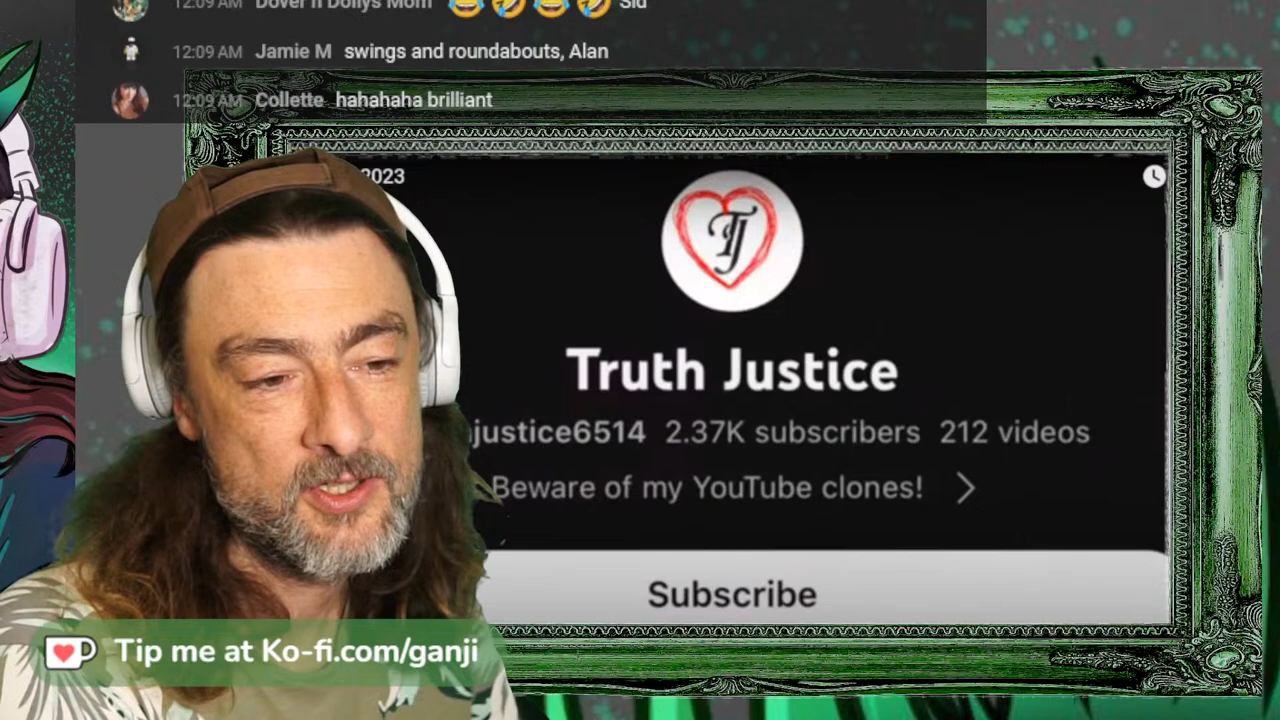 12:09 AM Dover n Dollys Mom 😂🤣😂🤣 Sid
12:09 AM Jamie M swings and roundabouts, Alan
12:09 AM Collette hahahaha brilliant
2023
TJ
Truth Justice
justice6514 2.37K subscribers 212 videos
Beware of my YouTube clones!
Subscribe
Tip me at Ko-fi.com/ganji